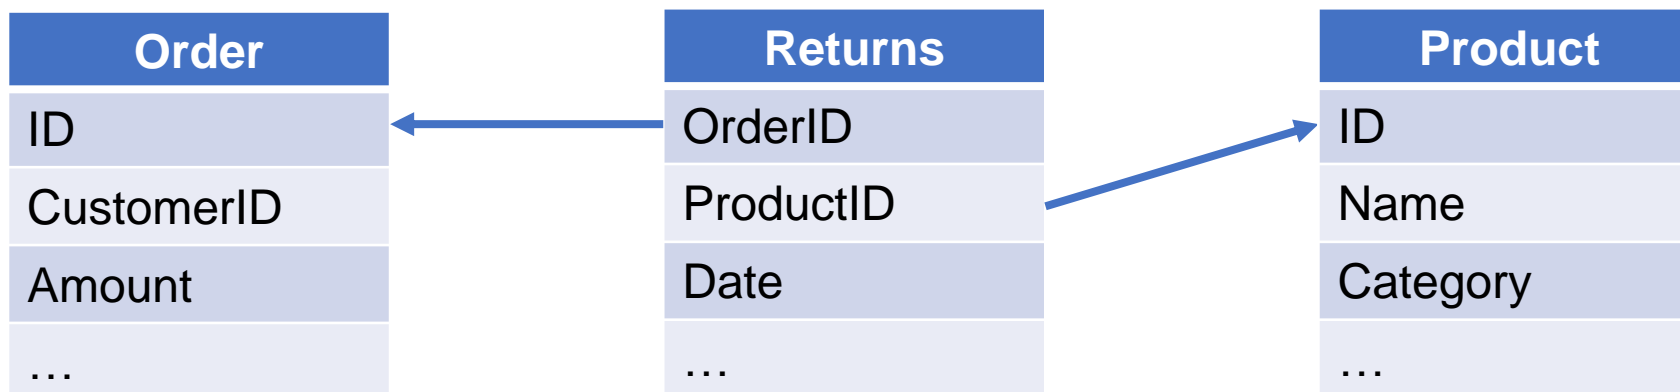 Order
ID
CustomerID
Amount
…
Returns
OrderID
ProductID
Date
…
Product
ID
Name
Category
…